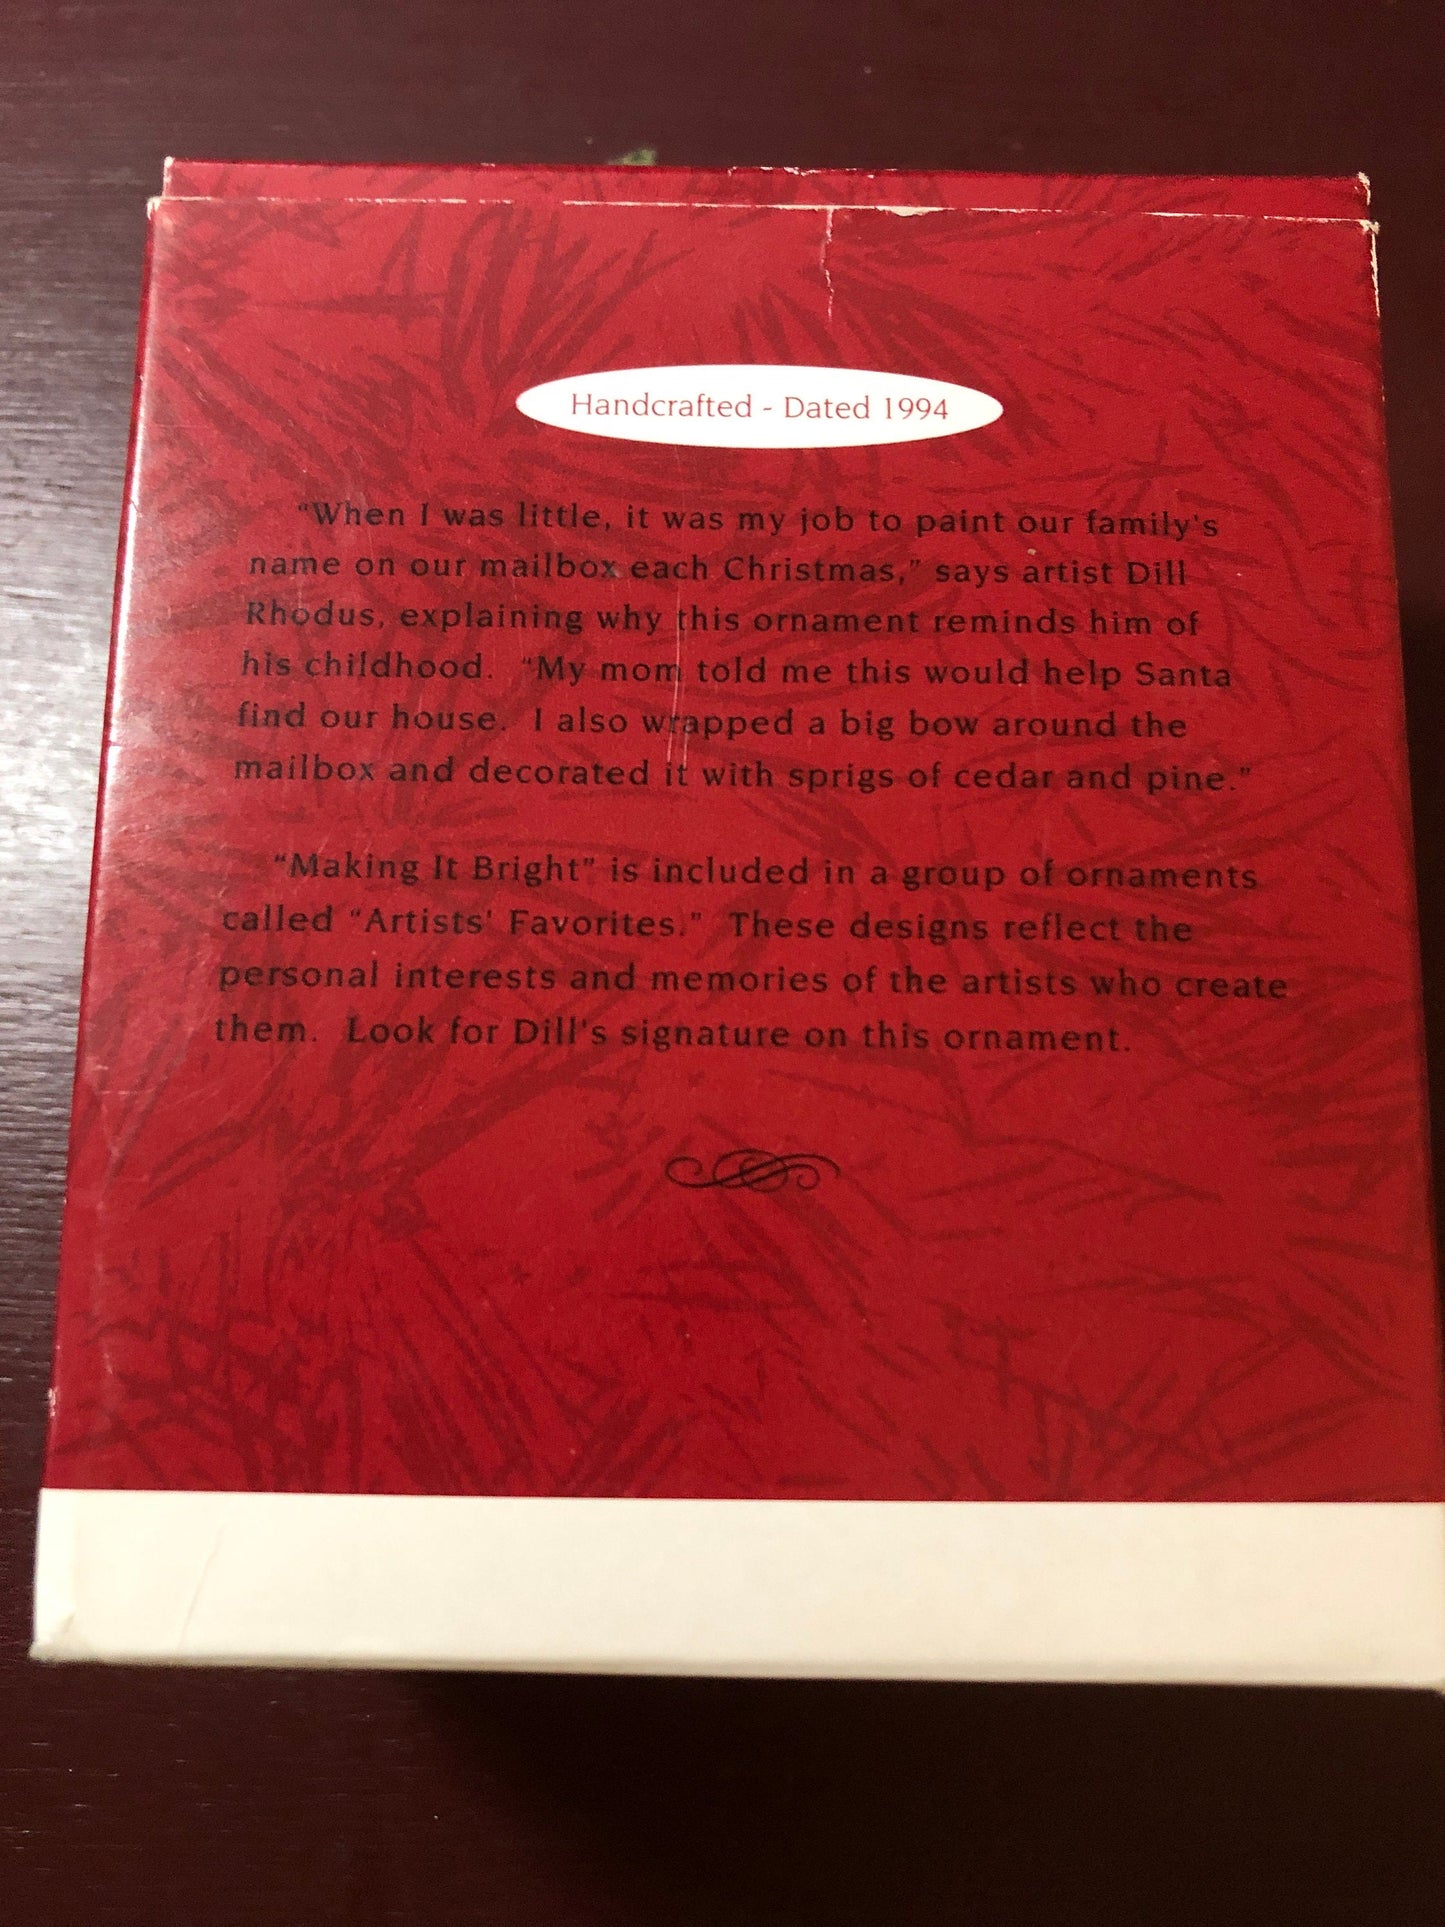 Handcrafted - Dated 1994
"When I was little, it was my job to paint our family's
name on our mailbox each Christmas," says artist Dill
Rhodus, explaining why this ornament reminds him of
his childhood. "My mom told me this would help Santa
find our house. I also wrapped a big bow around the
mailbox and decorated it with sprigs of cedar and pine."
"Making It Bright" is included in a group of ornaments
called "Artists' Favorites." These designs reflect the
personal interests and memories of the artists who create
them. Look for Dill's signature on this ornament.